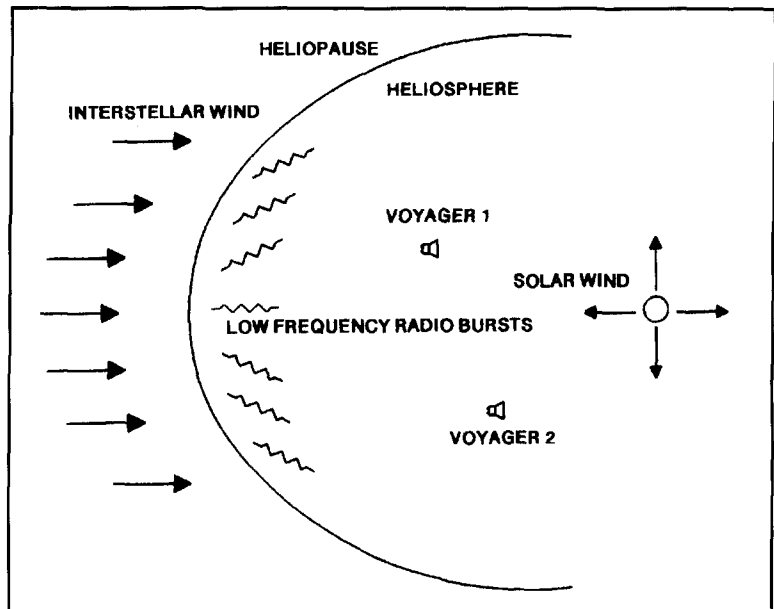 HELIOPAUSE
HELIOSPHERE
INTERSTELLAR WIND
VOYAGER 1
SOLAR WIND
LOW FREQUENCY RADIO BURSTS
VOYAGER 2